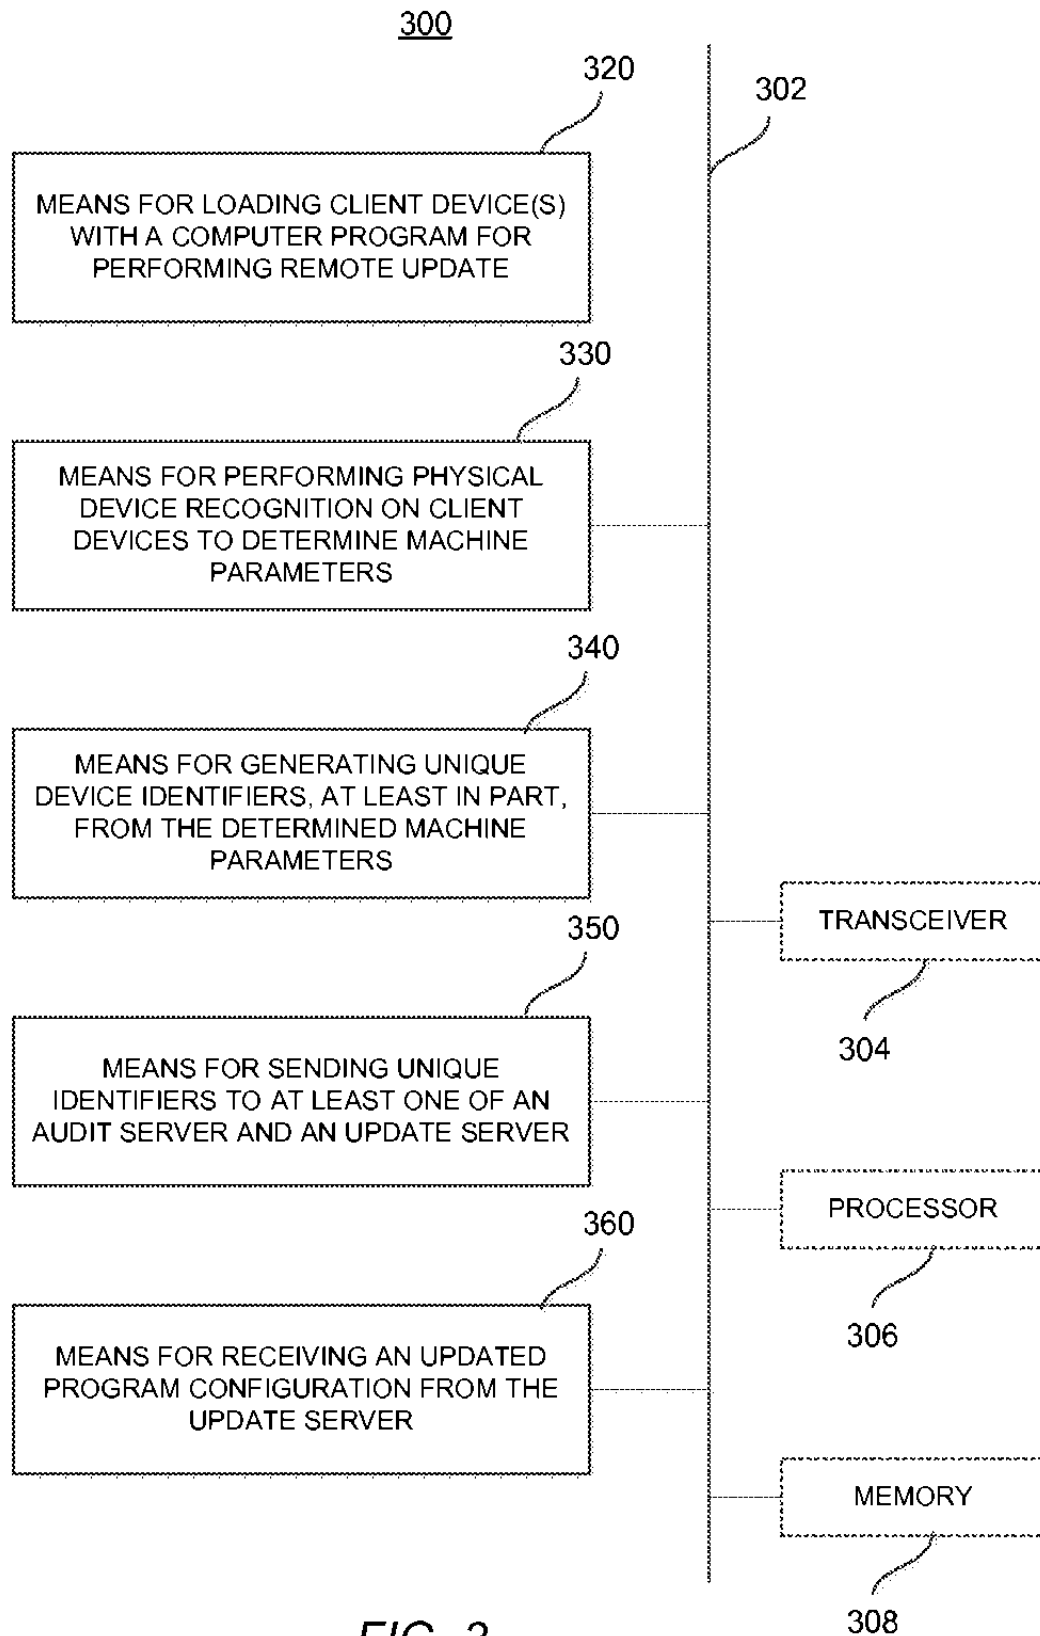 300
320
302
MEANS FOR LOADING CLIENT DEVICE(S)
WITH A COMPUTER PROGRAM FOR
PERFORMING REMOTE UPDATE
330
MEANS FOR PERFORMING PHYSICAL
DEVICE RECOGNITION ON CLIENT
DEVICES TO DETERMINE MACHINE
PARAMETERS
340
MEANS FOR GENERATING UNIQUE
DEVICE IDENTIFIERS, AT LEAST IN PART,
FROM THE DETERMINED MACHINE
PARAMETERS
TRANSCEIVER
304
350
MEANS FOR SENDING UNIQUE
IDENTIFIERS TO AT LEAST ONE OF AN
AUDIT SERVER AND AN UPDATE SERVER
PROCESSOR
306
360
MEANS FOR RECEIVING AN UPDATED
PROGRAM CONFIGURATION FROM THE
UPDATE SERVER
MEMORY
308
FIG.